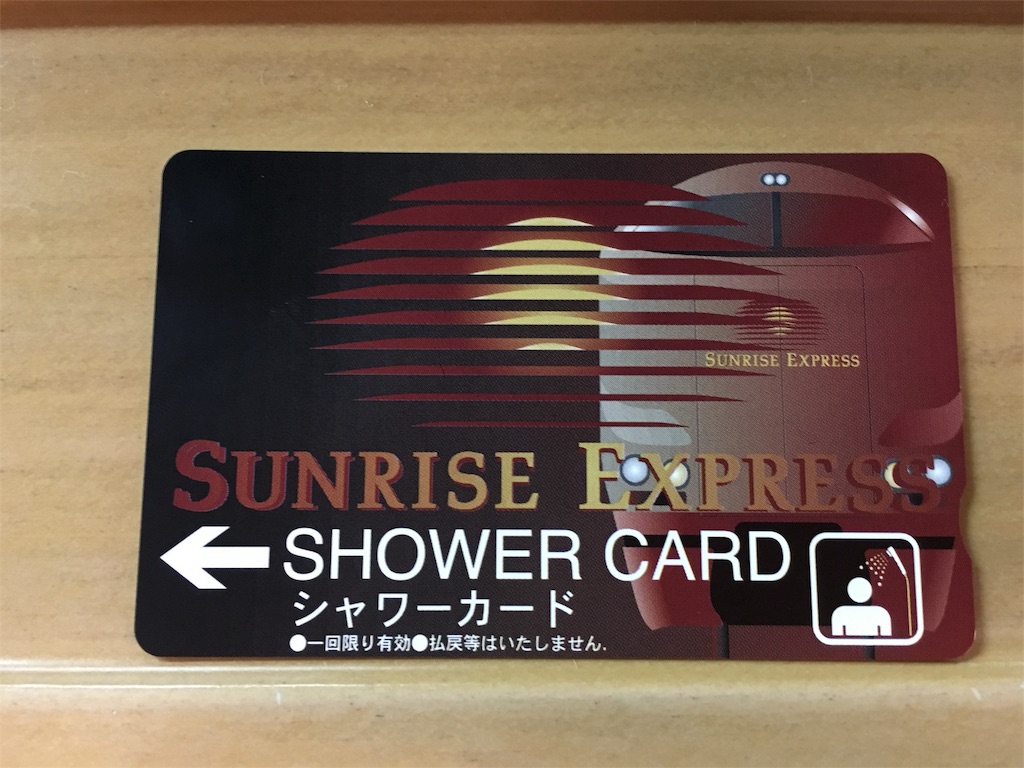 SUNRISE EXPRESS
SUNRISE EXPRESS
SHOWER CARD
シャワーカード
●一回限り有効●払戻等はいたしません.